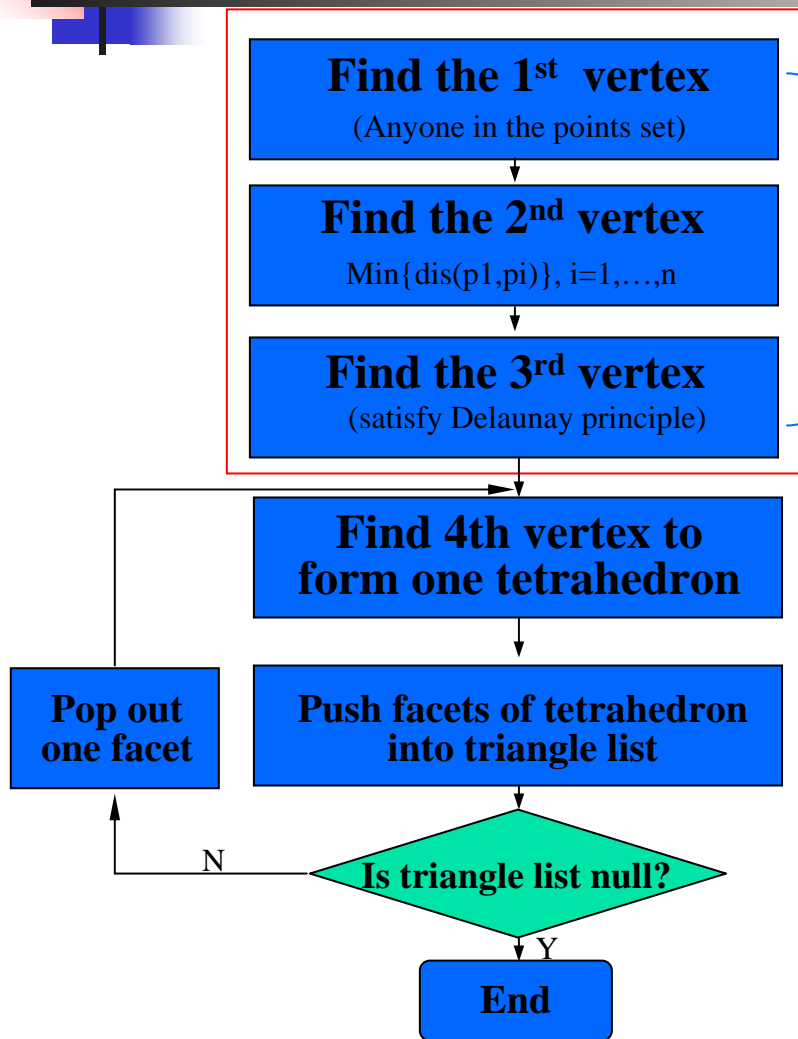 Find the 1st vertex
(Anyone in the points set)
Find the 2nd vertex
Min{dis(p1,pi)}, i=1,…,n
Find the 3rd vertex
(satisfy Delaunay principle)
Find 4th vertex to
form one tetrahedron
Pop out
one facet
Push facets of tetrahedron
into triangle list
N
Is triangle list null?
Y
End